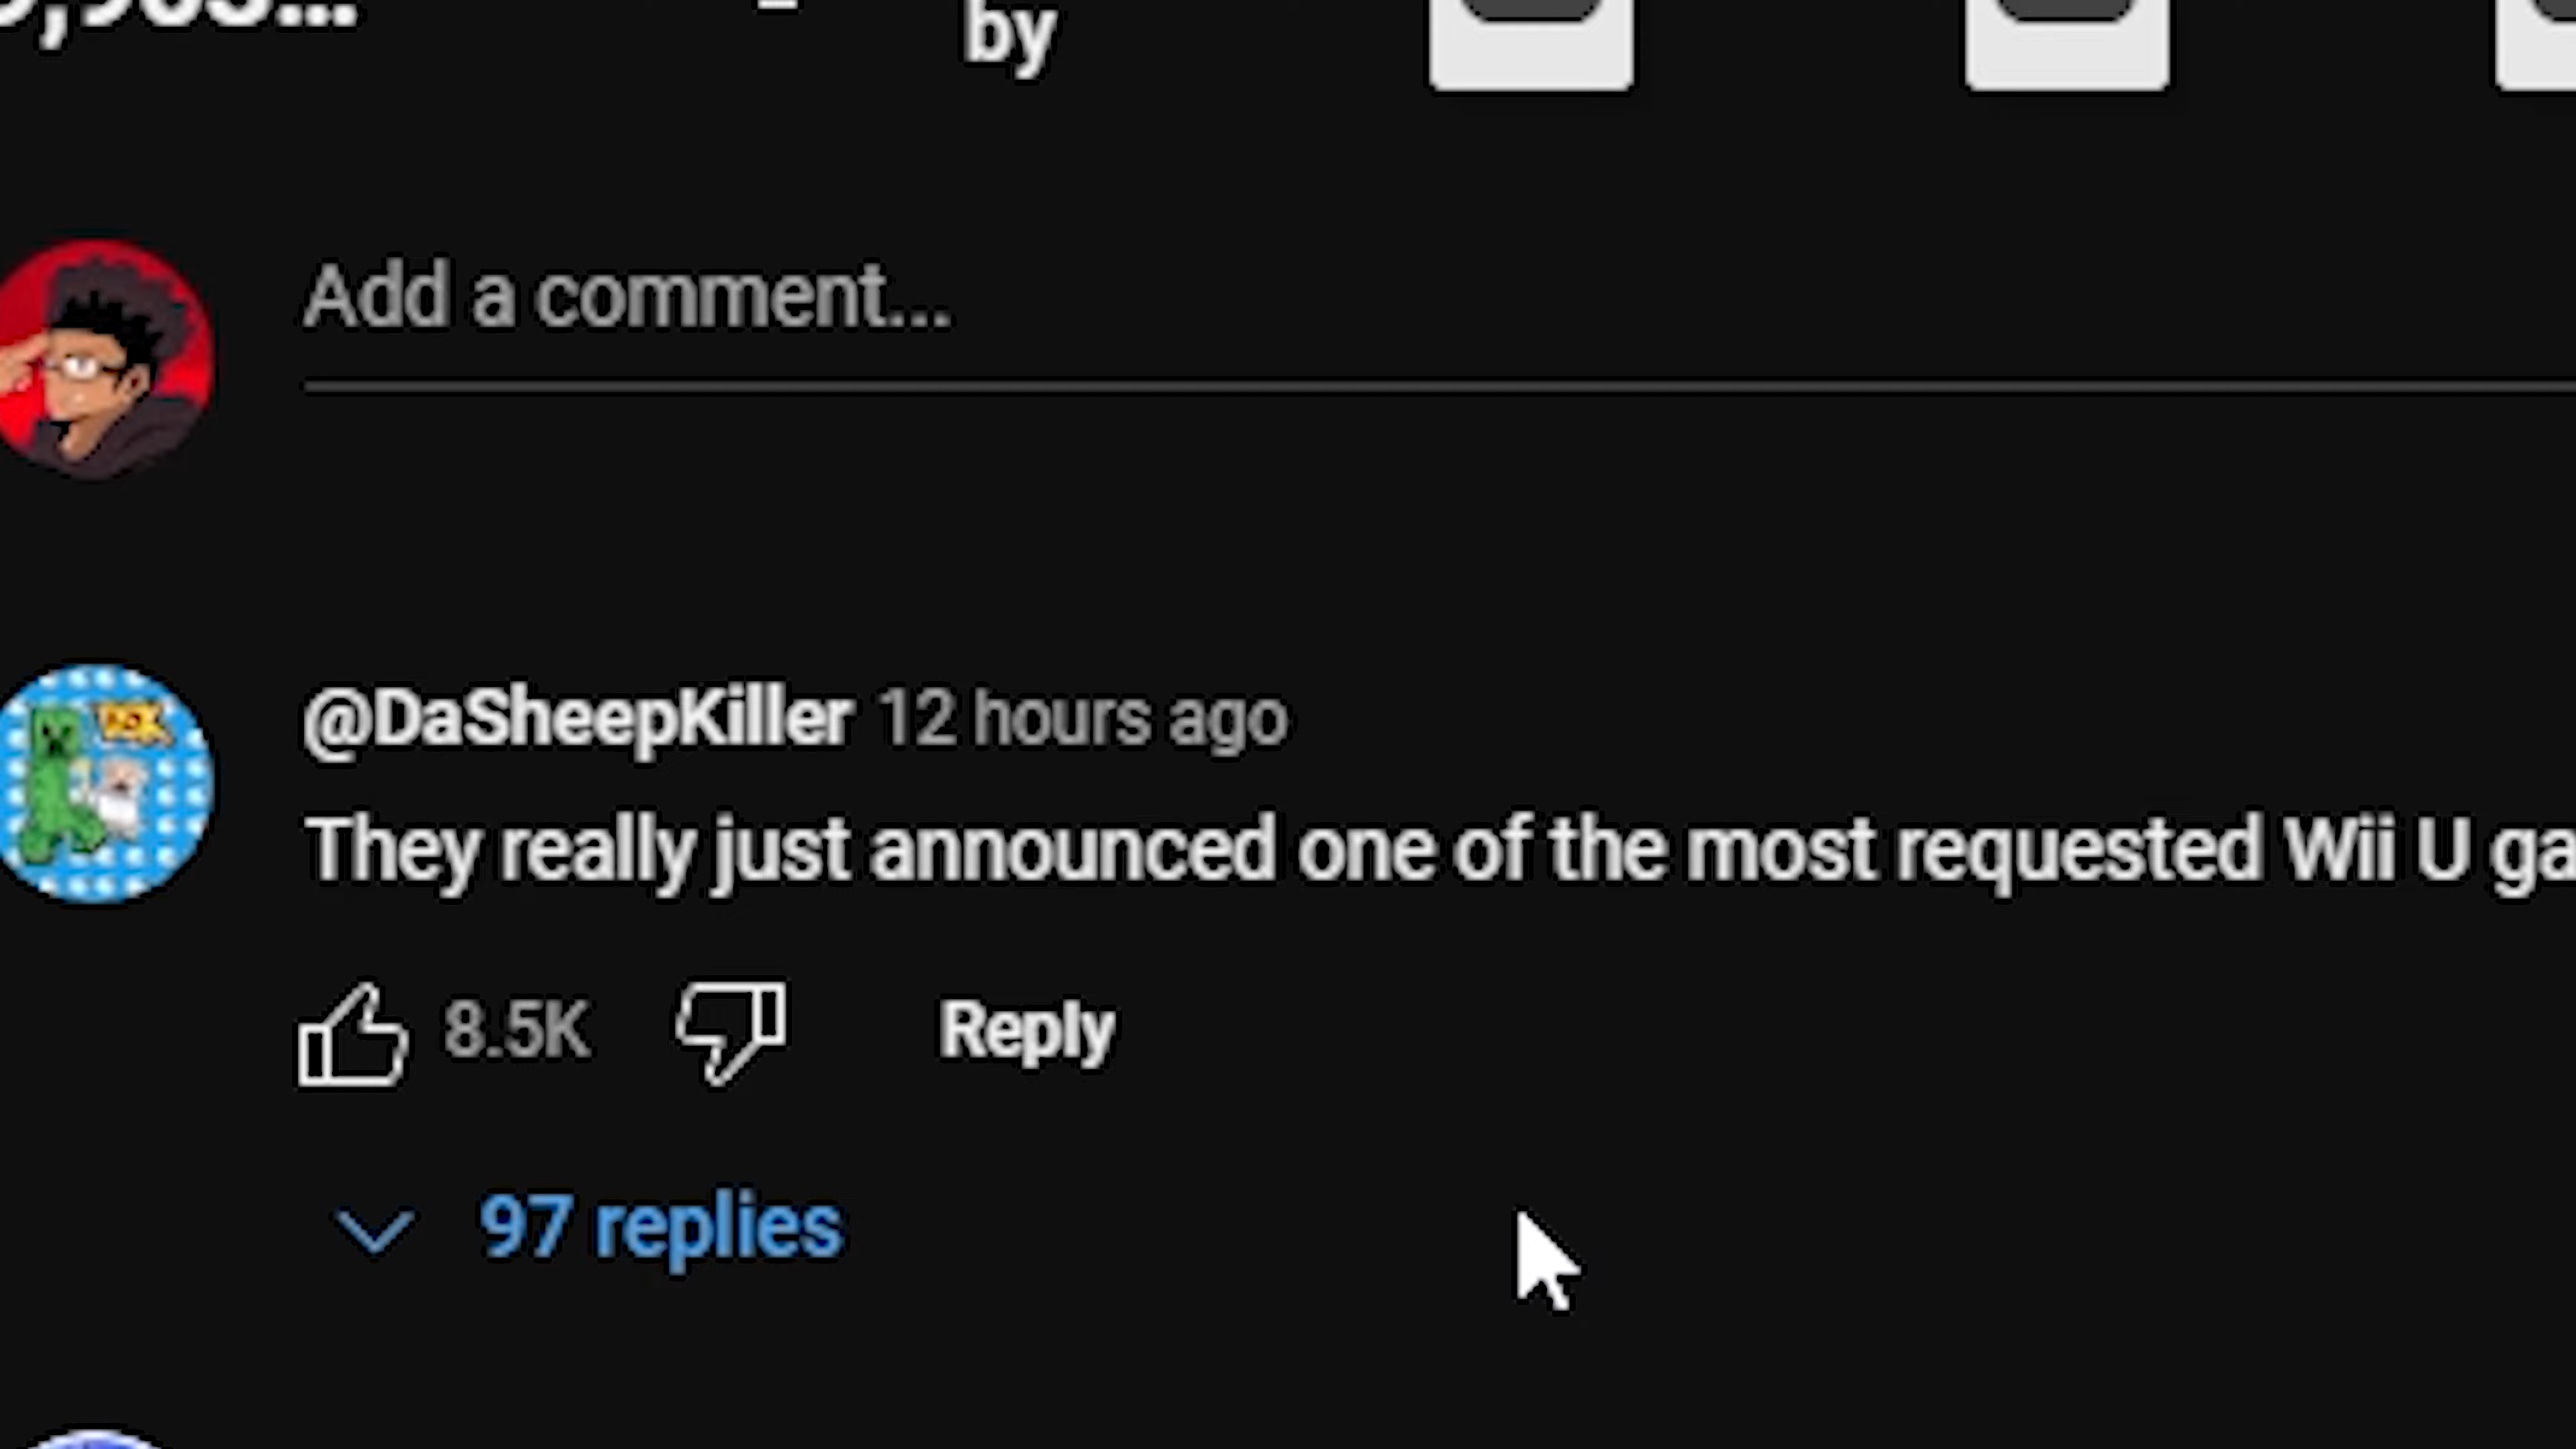 by
Add a comment...
@DaSheepKiller 12 hours ago
They really just announced one of the most requested Wii U ga
8.5K Reply
97 replies